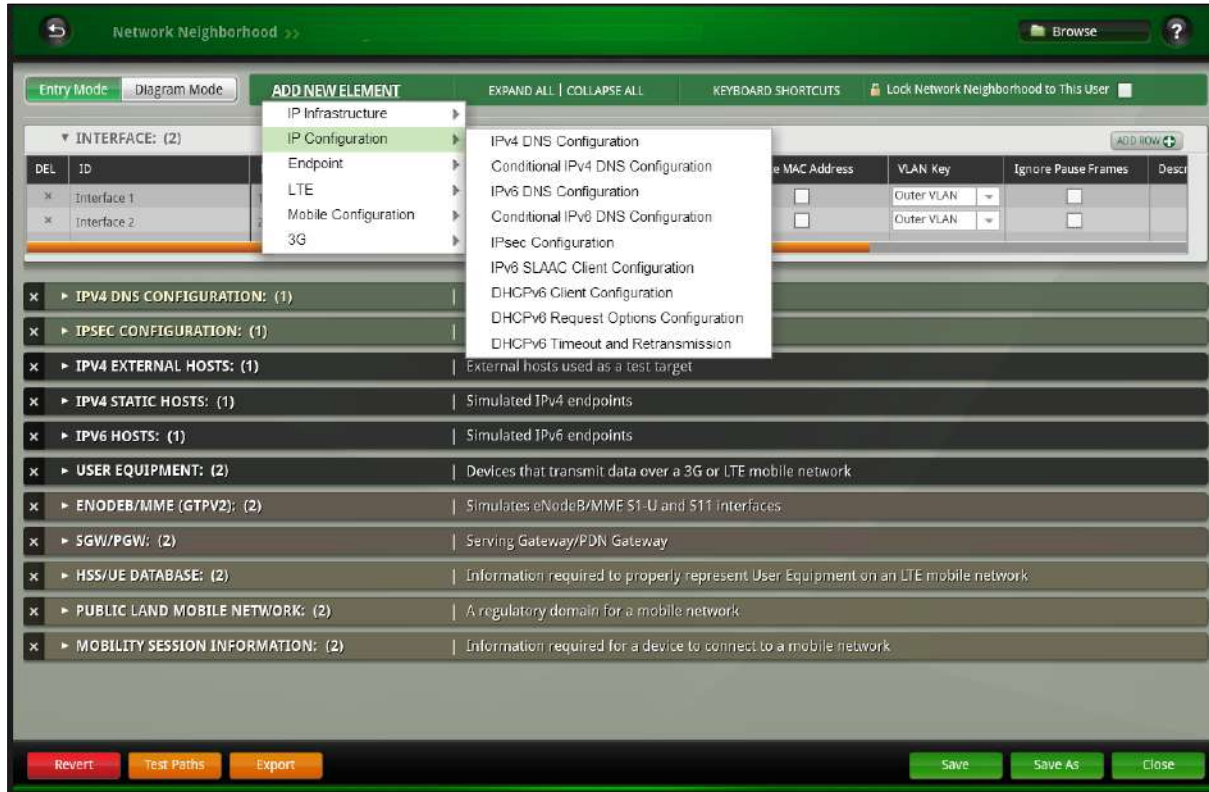 Network Neighborhood >>
Browse
?
Entry Mode Diagram Mode ADD NEW ELEMENT EXPAND ALL | COLLAPSE ALL KEYBOARD SHORTCUTS Lock Network Neighborhood to This User
IP Infrastructure
IP Configuration
Endpoint
LTE
Mobile Configuration
3G
IPv4 DNS Configuration
Conditional IPv4 DNS Configuration
IPv6 DNS Configuration
Conditional IPv6 DNS Configuration
IPsec Configuration
IPv6 SLAAC Client Configuration
DHCPv6 Client Configuration
DHCPv6 Request Options Configuration
DHCPv6 Timeout and Retransmission
INTERFACE: (2) ADD ROW
DEL ID MAC Address VLAN Key Ignore Pause Frames
× Interface 1 Outer VLAN
× Interface 2 Outer VLAN
× IPV4 DNS CONFIGURATION: (1) |
× IPSEC CONFIGURATION: (1) |
× IPV4 EXTERNAL HOSTS: (1) | External hosts used as a test target
× IPV4 STATIC HOSTS: (1) | Simulated IPv4 endpoints
× IPV6 HOSTS: (1) | Simulated IPv6 endpoints
× USER EQUIPMENT: (2) | Devices that transmit data over a 3G or LTE mobile network
× ENODEB/MME (GTPV2): (2) | Simulates eNodeB/MME S1-U and S11 interfaces
× SGW/PGW: (2) | Serving Gateway/PDN Gateway
× HSS/UE DATABASE: (2) | Information required to properly represent User Equipment on an LTE mobile network
× PUBLIC LAND MOBILE NETWORK: (2) | A regulatory domain for a mobile network
× MOBILITY SESSION INFORMATION: (2) | Information required for a device to connect to a mobile network
Revert Test Paths Export Save Save As Close